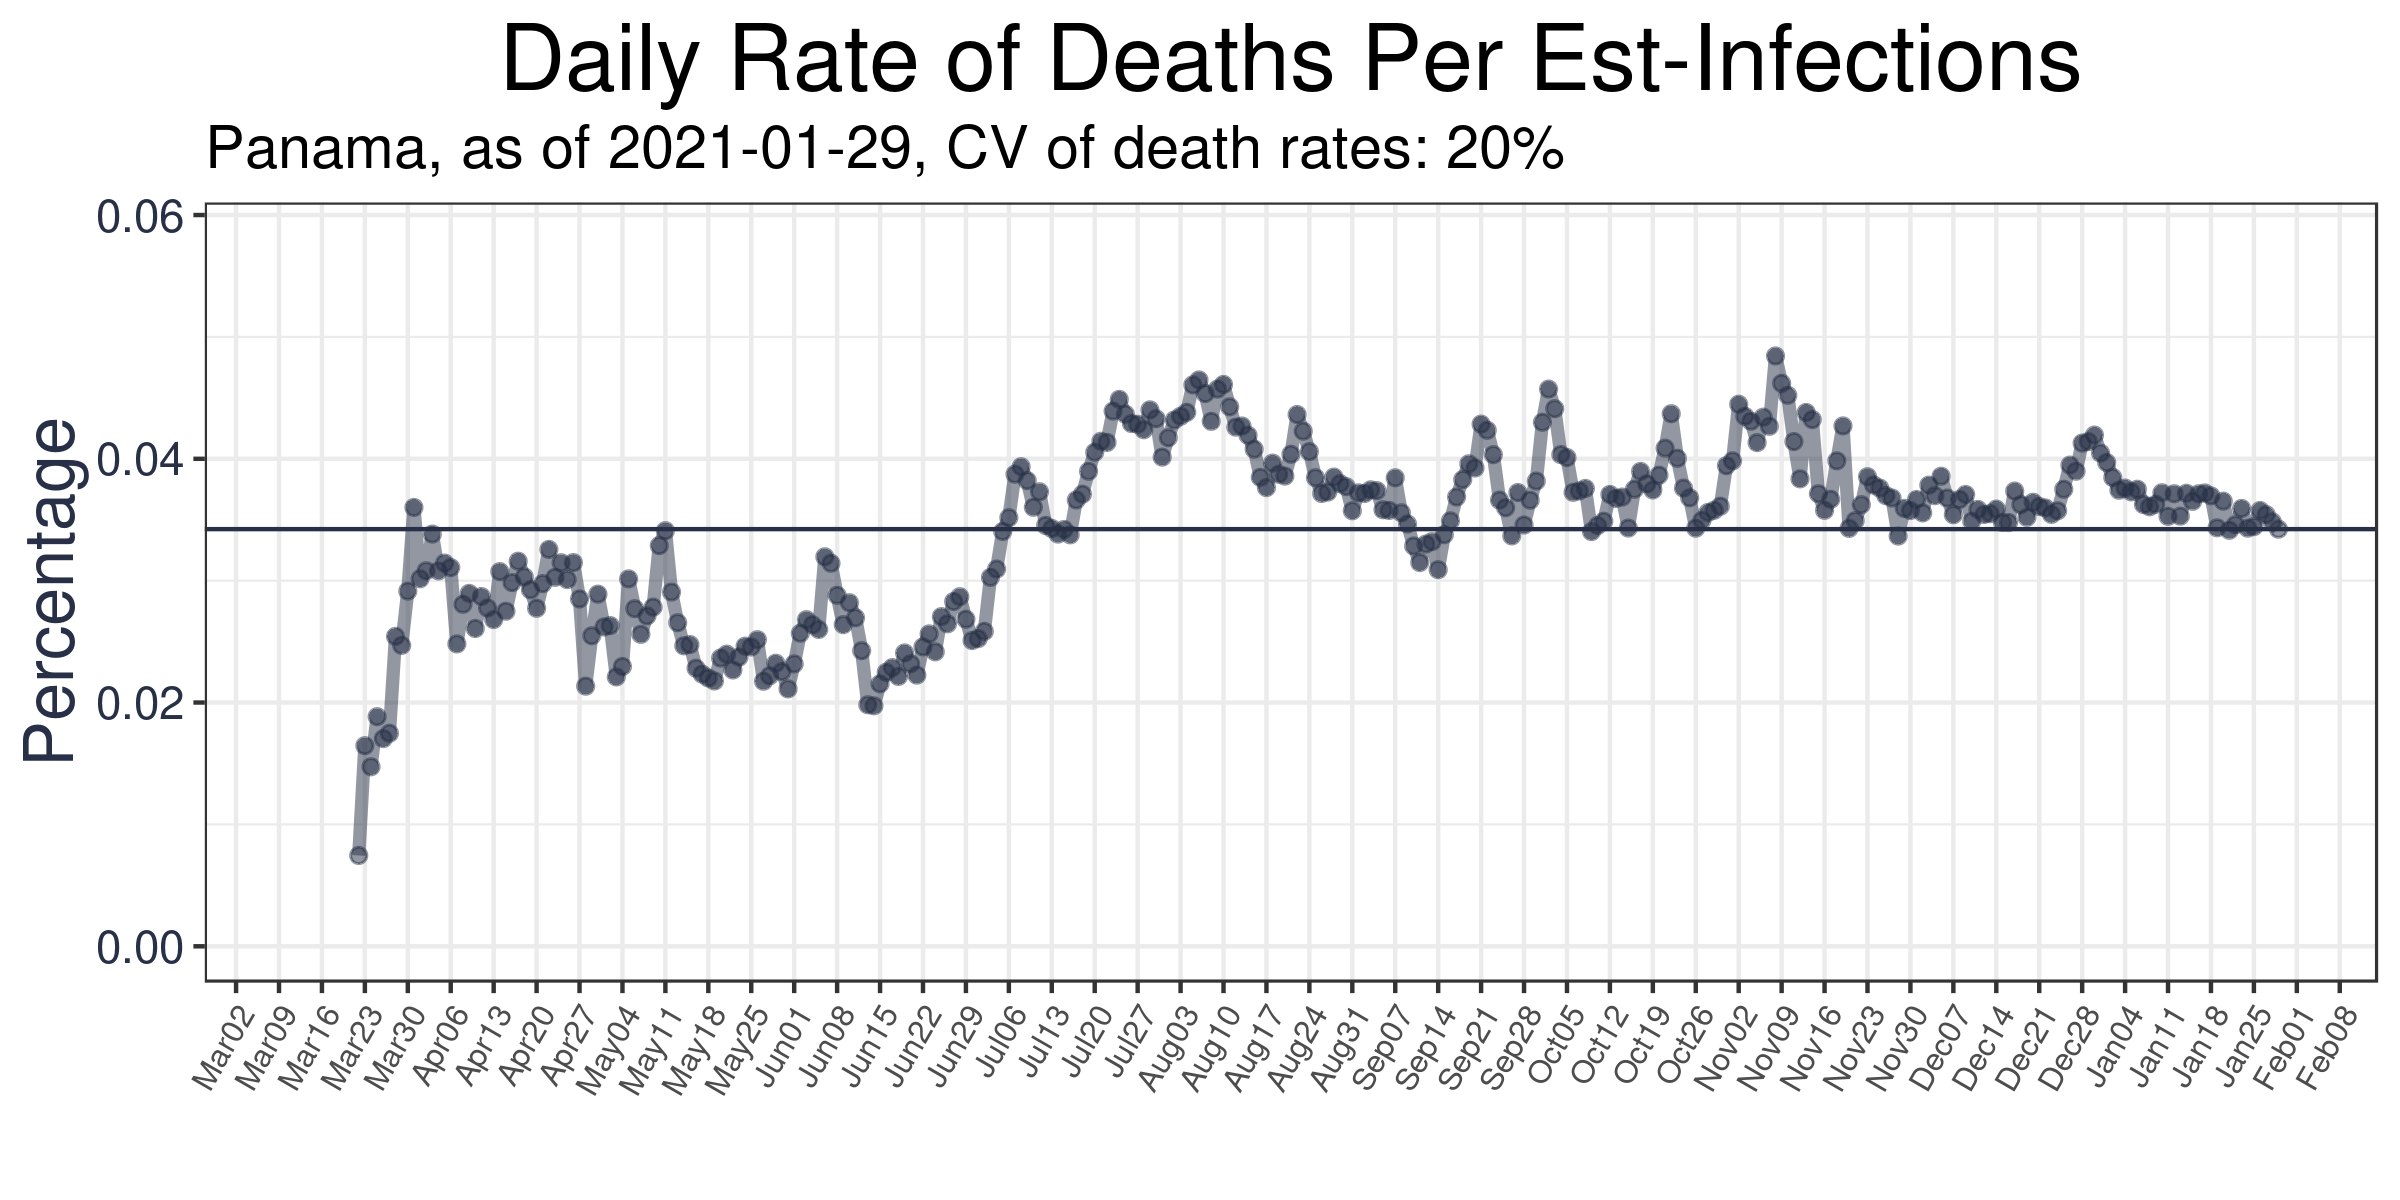 Daily Rate of Deaths Per Est-Infections
Panama, as of 2021-01-29, CV of death rates: 20%
Percentage
0.06
0.04
0.02
0.00
Mar02
Mar09
Mar16
Mar23
Mar30
Apr06
Apr13
Apr20
Apr27
May04
May11
May18
May25
Jun01
Jun08
Jun15
Jun22
Jun29
Jul06
Jul13
Jul20
Jul27
Aug03
Aug10
Aug17
Aug24
Aug31
Sep07
Sep14
Sep21
Sep28
Oct05
Oct12
Oct19
Oct26
Nov02
Nov09
Nov16
Nov23
Nov30
Dec07
Dec14
Dec21
Dec28
Jan04
Jan11
Jan18
Jan25
Feb01
Feb08